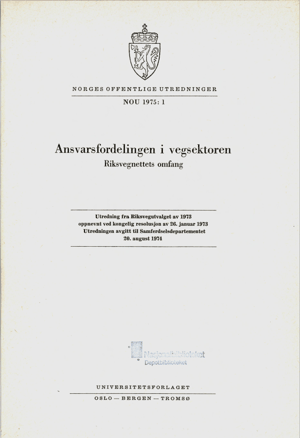 NORGES OFFENTLIGE UTREDNINGER
NOU 1975: 1
Ansvarsfordelingen i vegsektoren
Riksvegnettets omfang
Utredning fra Riksvegutvalget av 1972
oppnevnt ved kongelig resolusjon av 26. januar 1973
Utredningen avgitt til Samferdselsdepartementet
20. august 1974
UNIVERSITETSFORLAGET
OSLO — BERGEN — TROMSØ